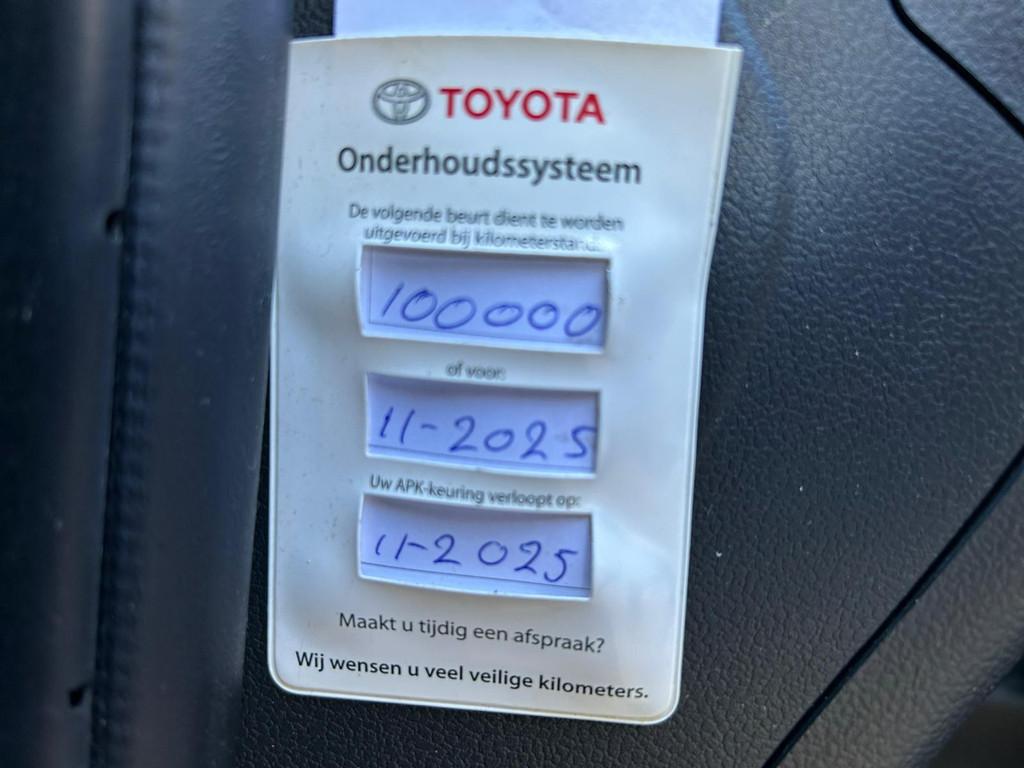 TOYOTA
Onderhoudssysteem
De volgende beurt dient te worden
uitgevoerd bij kilometerstand:
100000
of voor:
11-2025
Uw APK-keuring verloopt op:
11-2025
Maakt u tijdig een afspraak?
Wij wensen u veel veilige kilometers.